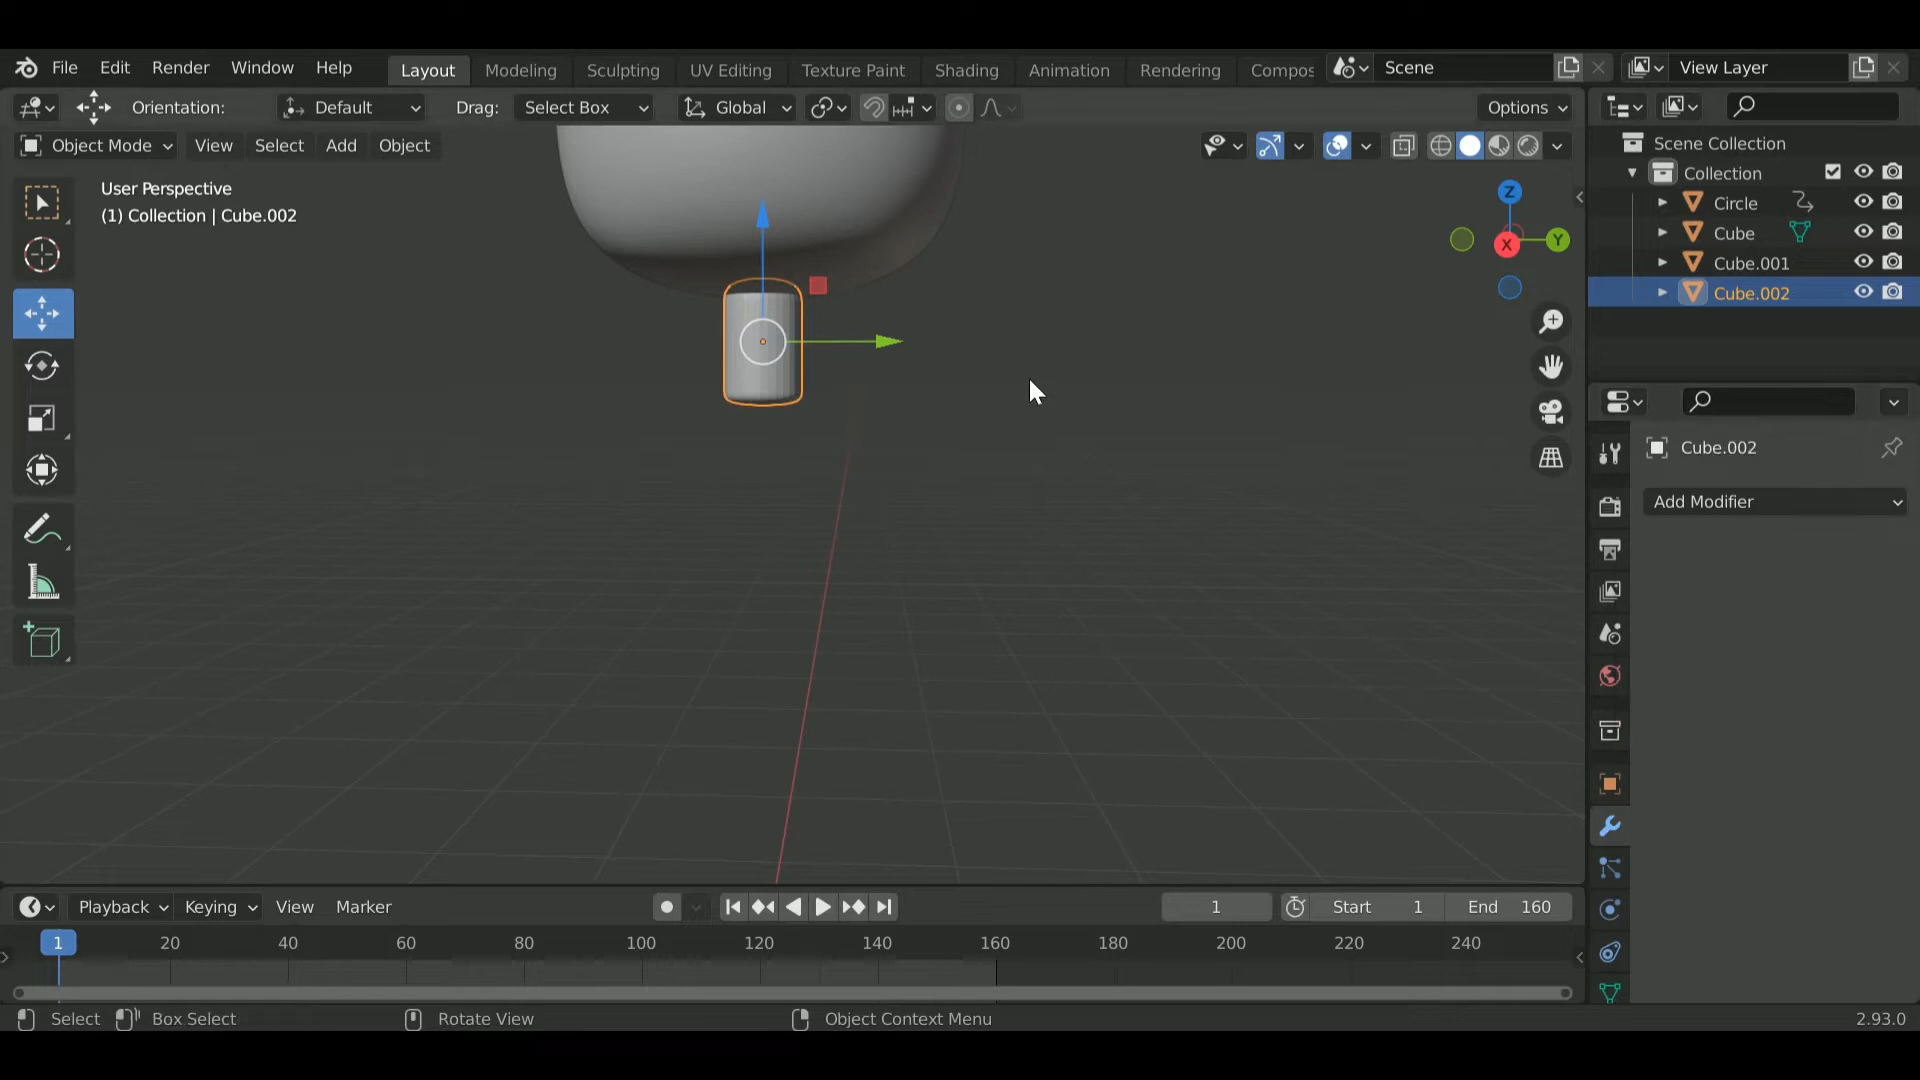 File Edit Render Window Help Layout Modeling Sculpting UV Editing Texture Paint Shading Animation Rendering Compos Scene View Layer
Orientation: Default Drag: Select Box Global Options
Object Mode View Select Add Object
User Perspective
(1) Collection | Cube.002
Z
X
Y
Scene Collection
Collection
Circle
Cube
Cube.001
Cube.002
Cube.002
Add Modifier
Playback Keying View Marker 1 Start 1 End 160
1 20 40 60 80 100 120 140 160 180 200 220 240
Select Box Select Rotate View Object Context Menu 2.93.0